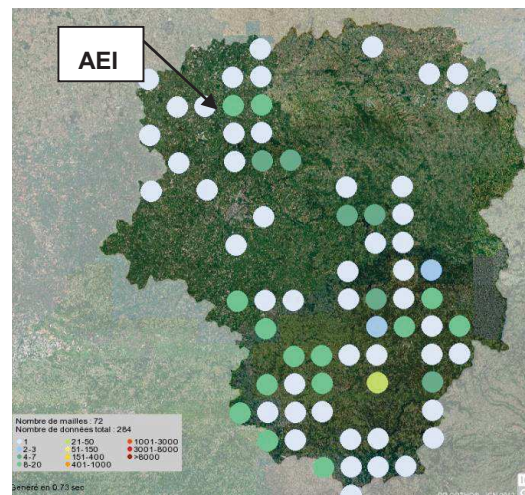 AEI
Nombre de mailles : 72
Nombre de données total : 284
1 21-50 1001-3000
2-3 51-150 3001-8000
4-7 151-400 >8000
8-20 401-1000
Généré en 0.73 sec